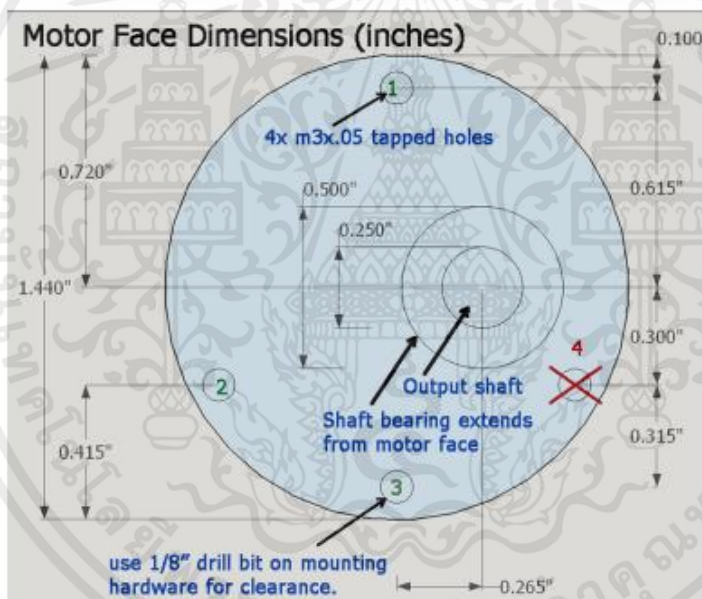 Motor Face Dimensions (inches)
0.100
1
4x m3x.05 tapped holes
0.720"
0.615"
0.500"
0.250"
1.440"
0.300"
4
2
Output shaft
Shaft bearing extends
from motor face
0.415"
0.315"
3
use 1/8" drill bit on mounting
hardware for clearance.
0.265"